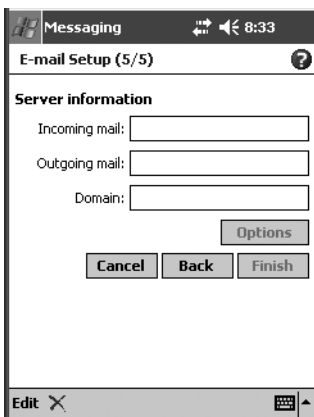 Messaging 8:33
E-mail Setup (5/5)
Server information
Incoming mail:
Outgoing mail:
Domain:
Options
Cancel Back Finish
Edit